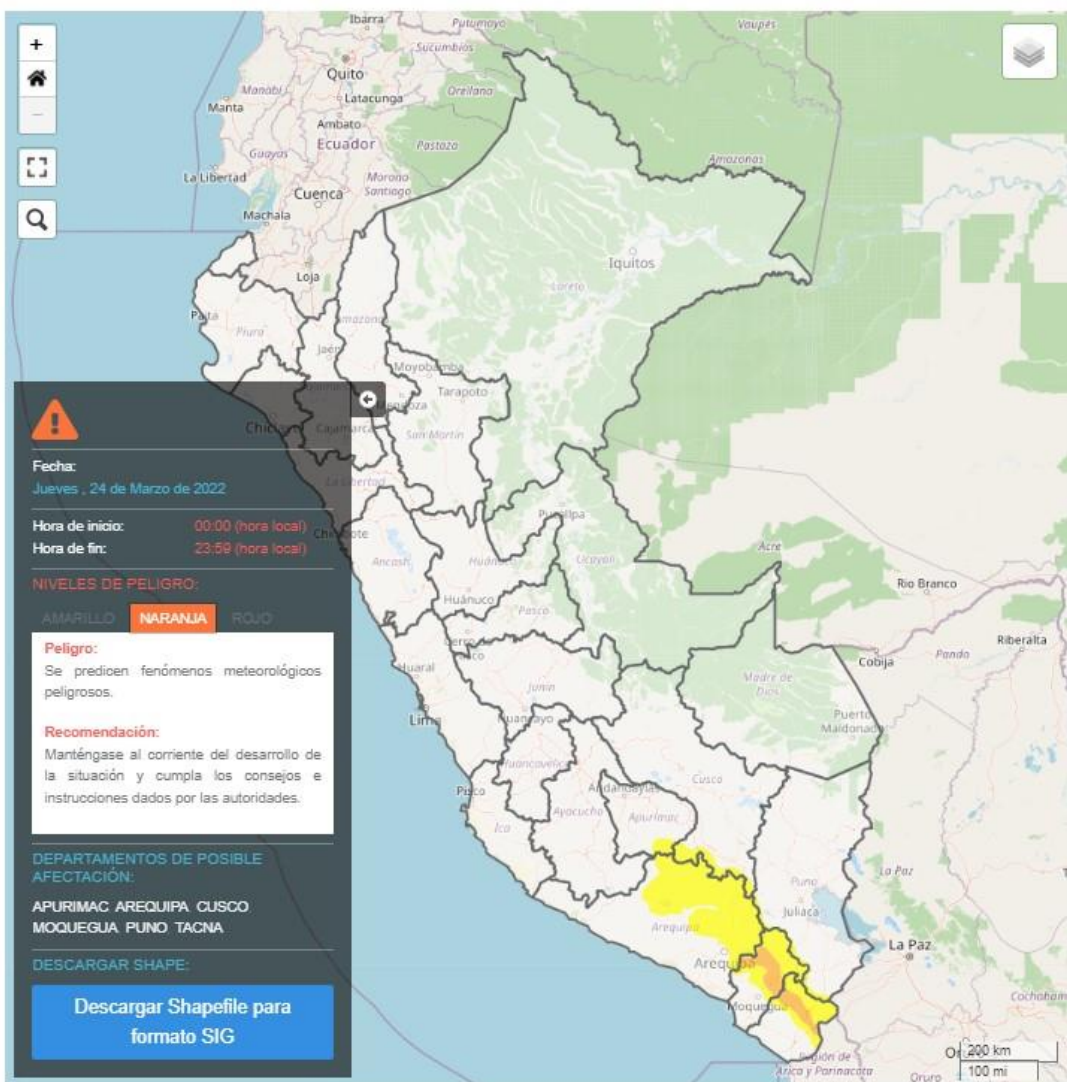 +
−
Fecha:
Jueves , 24 de Marzo de 2022
Hora de inicio: 00:00 (hora local)
Hora de fin: 23:59 (hora local)
NIVELES DE PELIGRO:
AMARILLO NARANJA ROJO
Peligro:
Se predicen fenómenos meteorológicos
peligrosos.
Recomendación:
Manténgase al corriente del desarrollo de
la situación y cumpla los consejos e
instrucciones dados por las autoridades.
DEPARTAMENTOS DE POSIBLE
AFECTACIÓN:
APURIMAC AREQUIPA CUSCO
MOQUEGUA PUNO TACNA
DESCARGAR SHAPE:
Descargar Shapefile para
formato SIG
Ibarra
Putumayo
Vaupés
Sucumbíos
Quito
Orellana
Manabí
Manta
Latacunga
Ambato
Ecuador
Pastaza
Amazonas
Guayas
La Libertad
Morona
Santiago
Cuenca
Machala
Loja
Iquitos
Loreto
Paita
Piura
Amazonas
Jaén
Moyobamba
Mendoza
Tarapoto
Cajamarca
San Martín
La Libertad
Pucallpa
Ancash
Huánuco
Ucayali
Acre
Rio Branco
Huánuco
Pasco
Riberalta
Huaral
Cobija
Pando
Junín
Madre de
Dios
Lima
Huancayo
Puerto
Maldonado
Huancavelica
Cusco
Pisco
Andahuaylas
Ica
Ayacucho
Apurímac
La Paz
Puno
Juliaca
Arequipa
Arequipa
La Paz
Moquegua
Cochabam
Región de
Arica y Parinacota
Oruro
200 km
100 mi